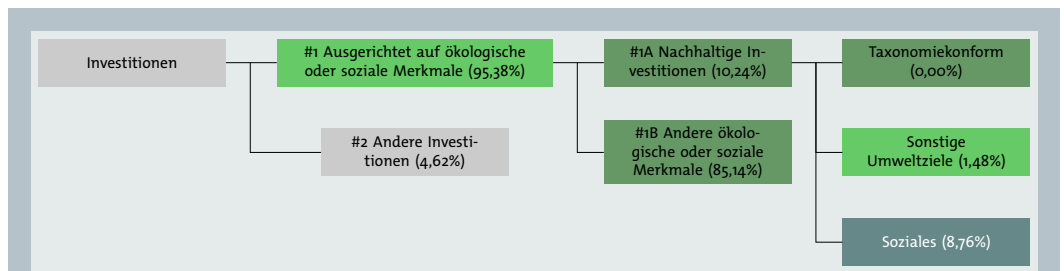 Investitionen
#1 Ausgerichtet auf ökologische
oder soziale Merkmale (95,38%)
#2 Andere Investi-
tionen (4,62%)
#1A Nachhaltige In-
vestitionen (10,24%)
#1B Andere ökolo-
gische oder soziale
Merkmale (85,14%)
Taxonomiekonform
(0,00%)
Sonstige
Umweltziele (1,48%)
Soziales (8,76%)